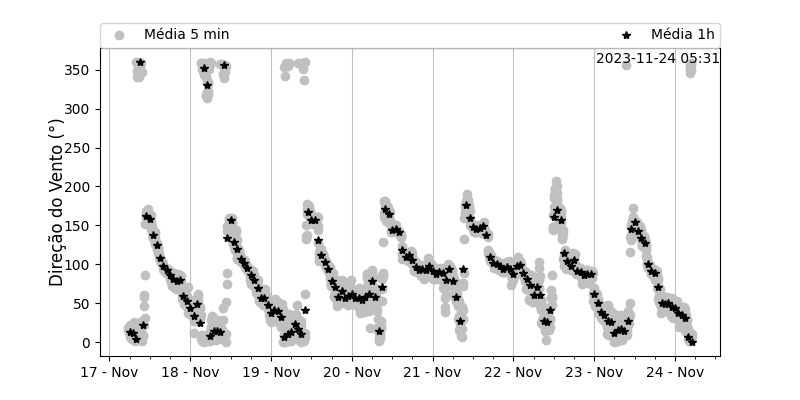 Média 5 min
Média 1h
2023-11-24 05:31
Direção do Vento (°)
350
300
250
200
150
100
50
0
17 - Nov
18 - Nov
19 - Nov
20 - Nov
21 - Nov
22 - Nov
23 - Nov
24 - Nov